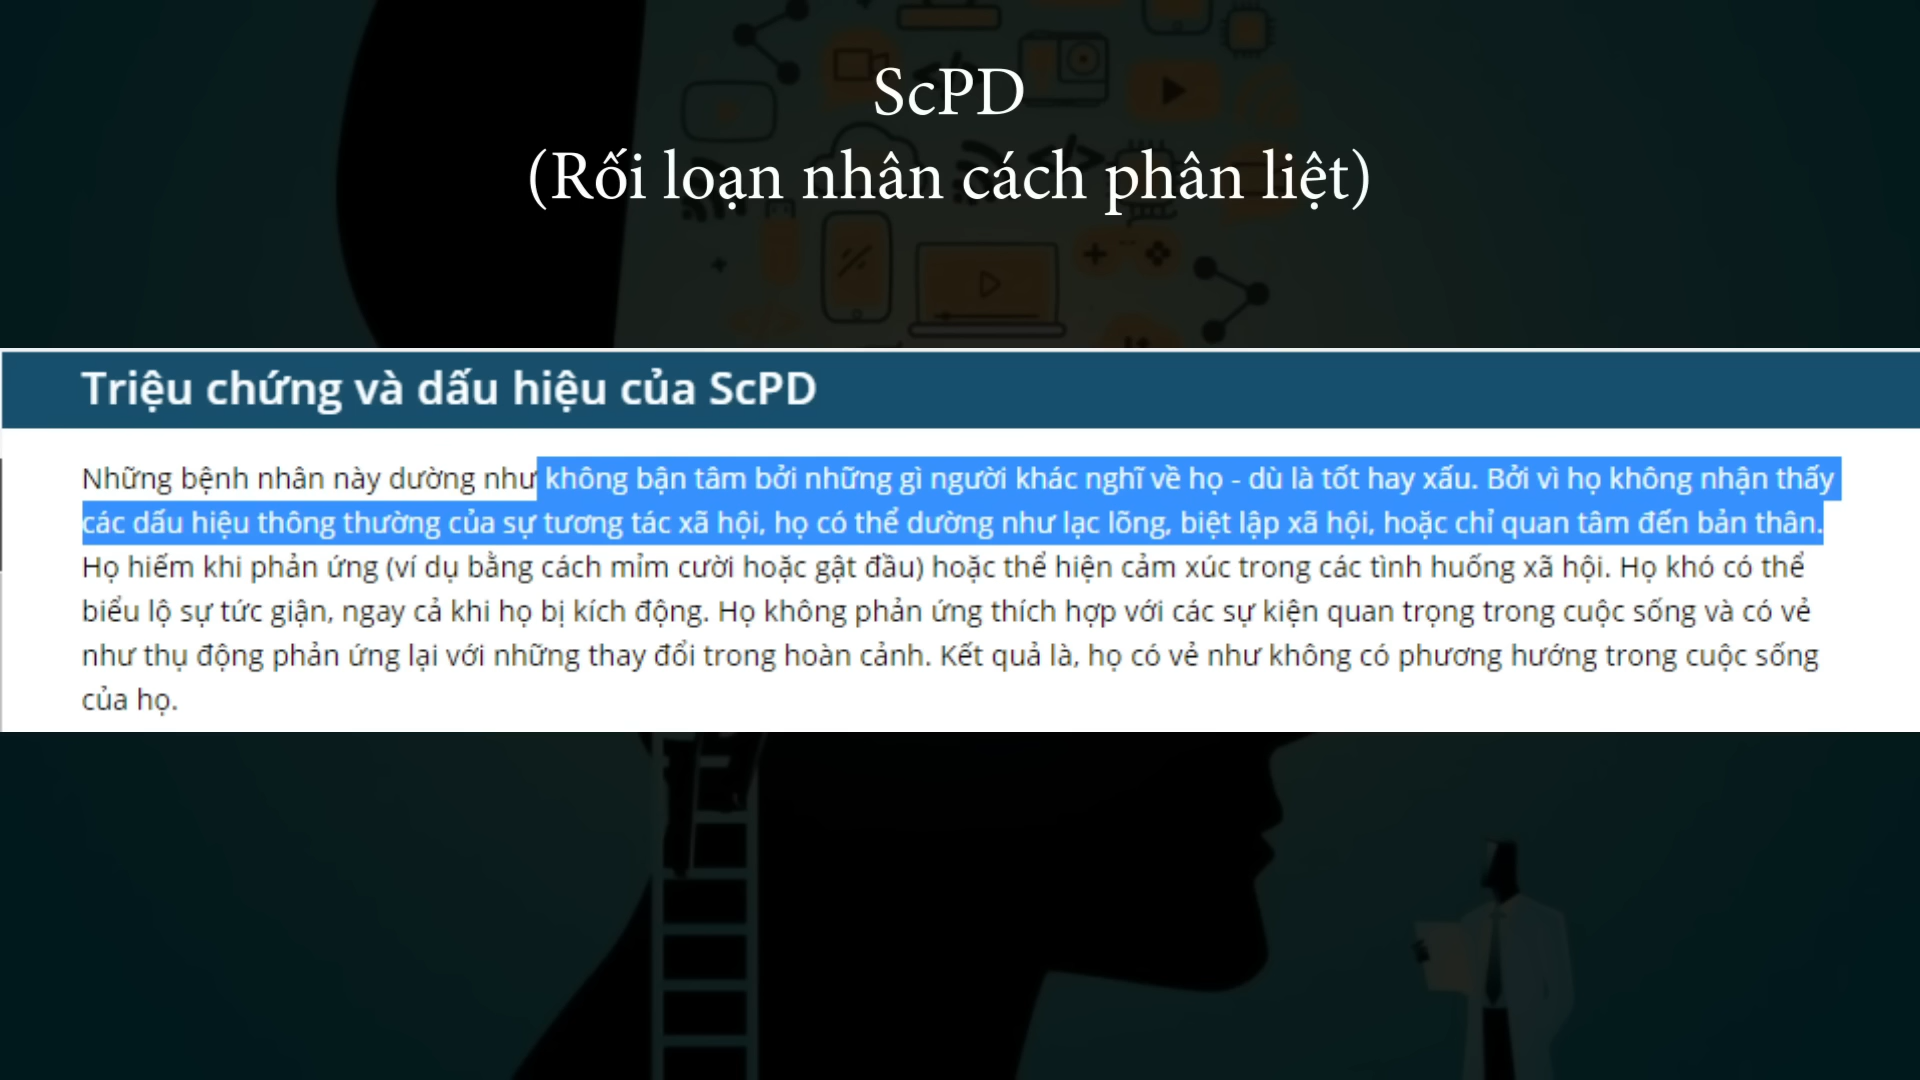 ScPD
(Rối loạn nhân cách phân liệt)
Triệu chứng và dấu hiệu của ScPD
Những bệnh nhân này dường như không bận tâm bởi những gì người khác nghĩ về họ - dù là tốt hay xấu. Bởi vì họ không nhận thấy
các dấu hiệu thông thường của sự tương tác xã hội, họ có thể dường như lạc lõng, biệt lập xã hội, hoặc chỉ quan tâm đến bản thân.
Họ hiếm khi phản ứng (ví dụ bằng cách mỉm cười hoặc gật đầu) hoặc thể hiện cảm xúc trong các tình huống xã hội. Họ khó có thể
biểu lộ sự tức giận, ngay cả khi họ bị kích động. Họ không phản ứng thích hợp với các sự kiện quan trọng trong cuộc sống và có vẻ
như thụ động phản ứng lại với những thay đổi trong hoàn cảnh. Kết quả là, họ có vẻ như không có phương hướng trong cuộc sống
của họ.